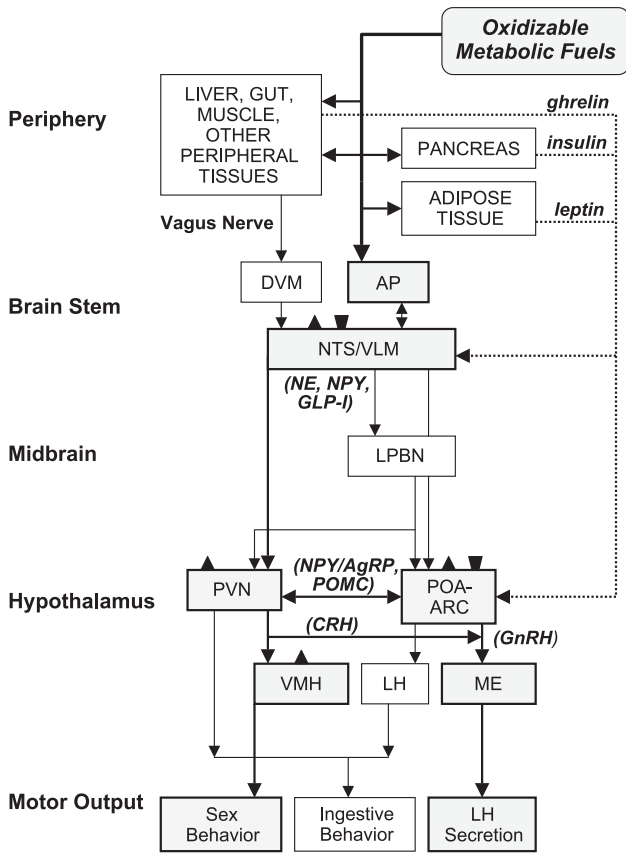 Oxidizable
Metabolic Fuels
Periphery
LIVER, GUT,
MUSCLE,
OTHER
PERIPHERAL
TISSUES
ghrelin
PANCREAS
insulin
ADIPOSE
TISSUE
leptin
Vagus Nerve
DVM
AP
Brain Stem
NTS/VLM
(NE, NPY,
GLP-I)
Midbrain
LPBN
Hypothalamus
PVN
(NPY/AgRP,
POMC)
POA-
ARC
(CRH)
(GnRH)
VMH
LH
ME
Motor Output
Sex
Behavior
Ingestive
Behavior
LH
Secretion